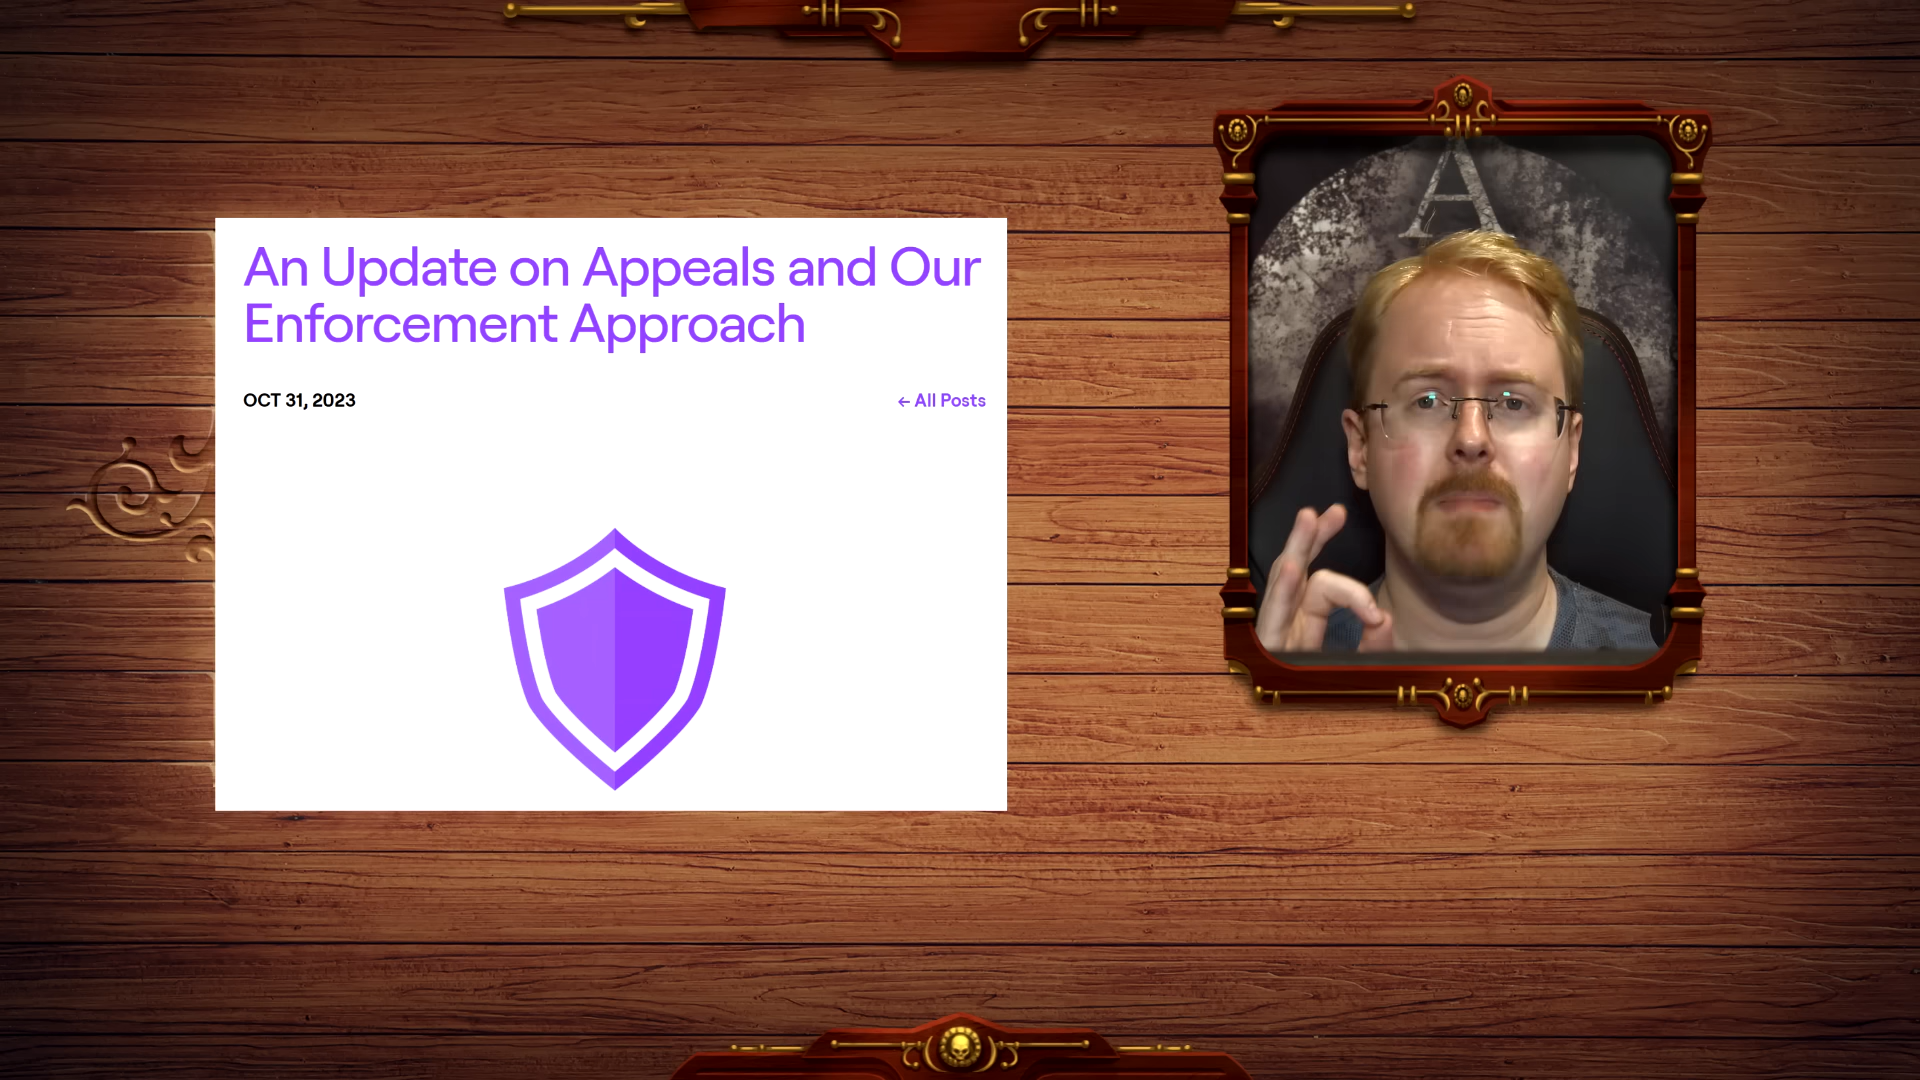 An Update on Appeals and Our
Enforcement Approach
OCT 31, 2023
← All Posts
A